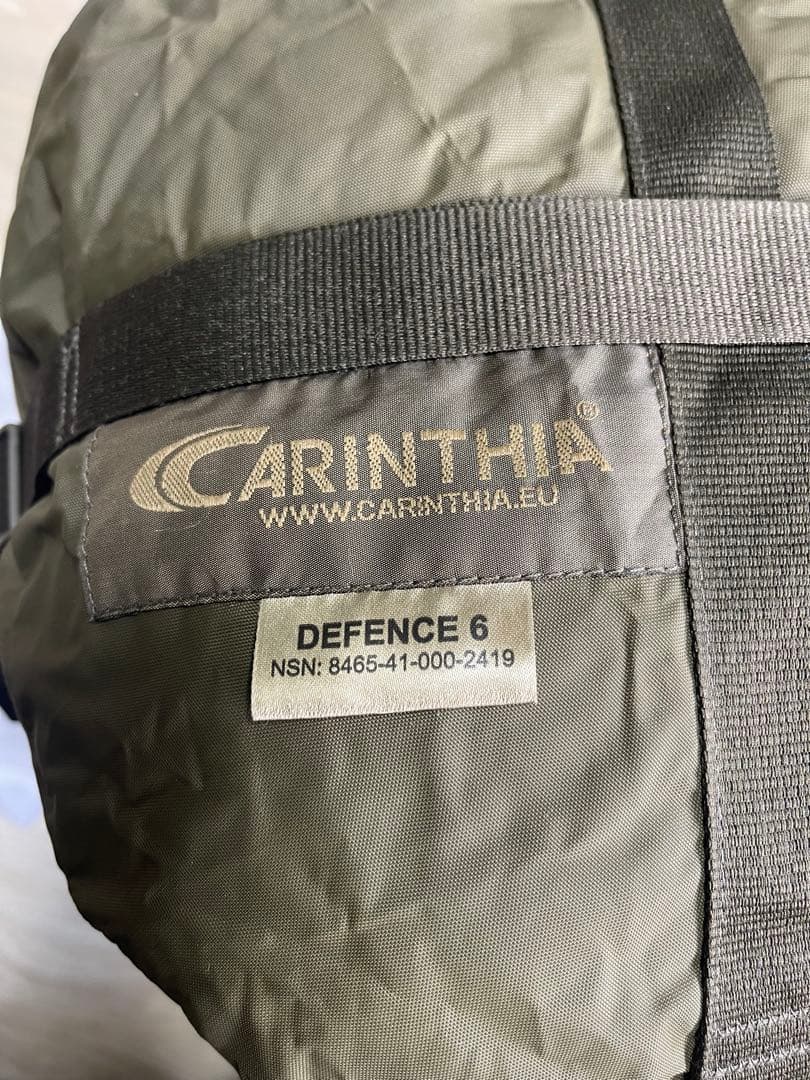 CARINTHIA®
WWW.CARINTHIA.EU
DEFENCE 6
NSN: 8465-41-000-2419